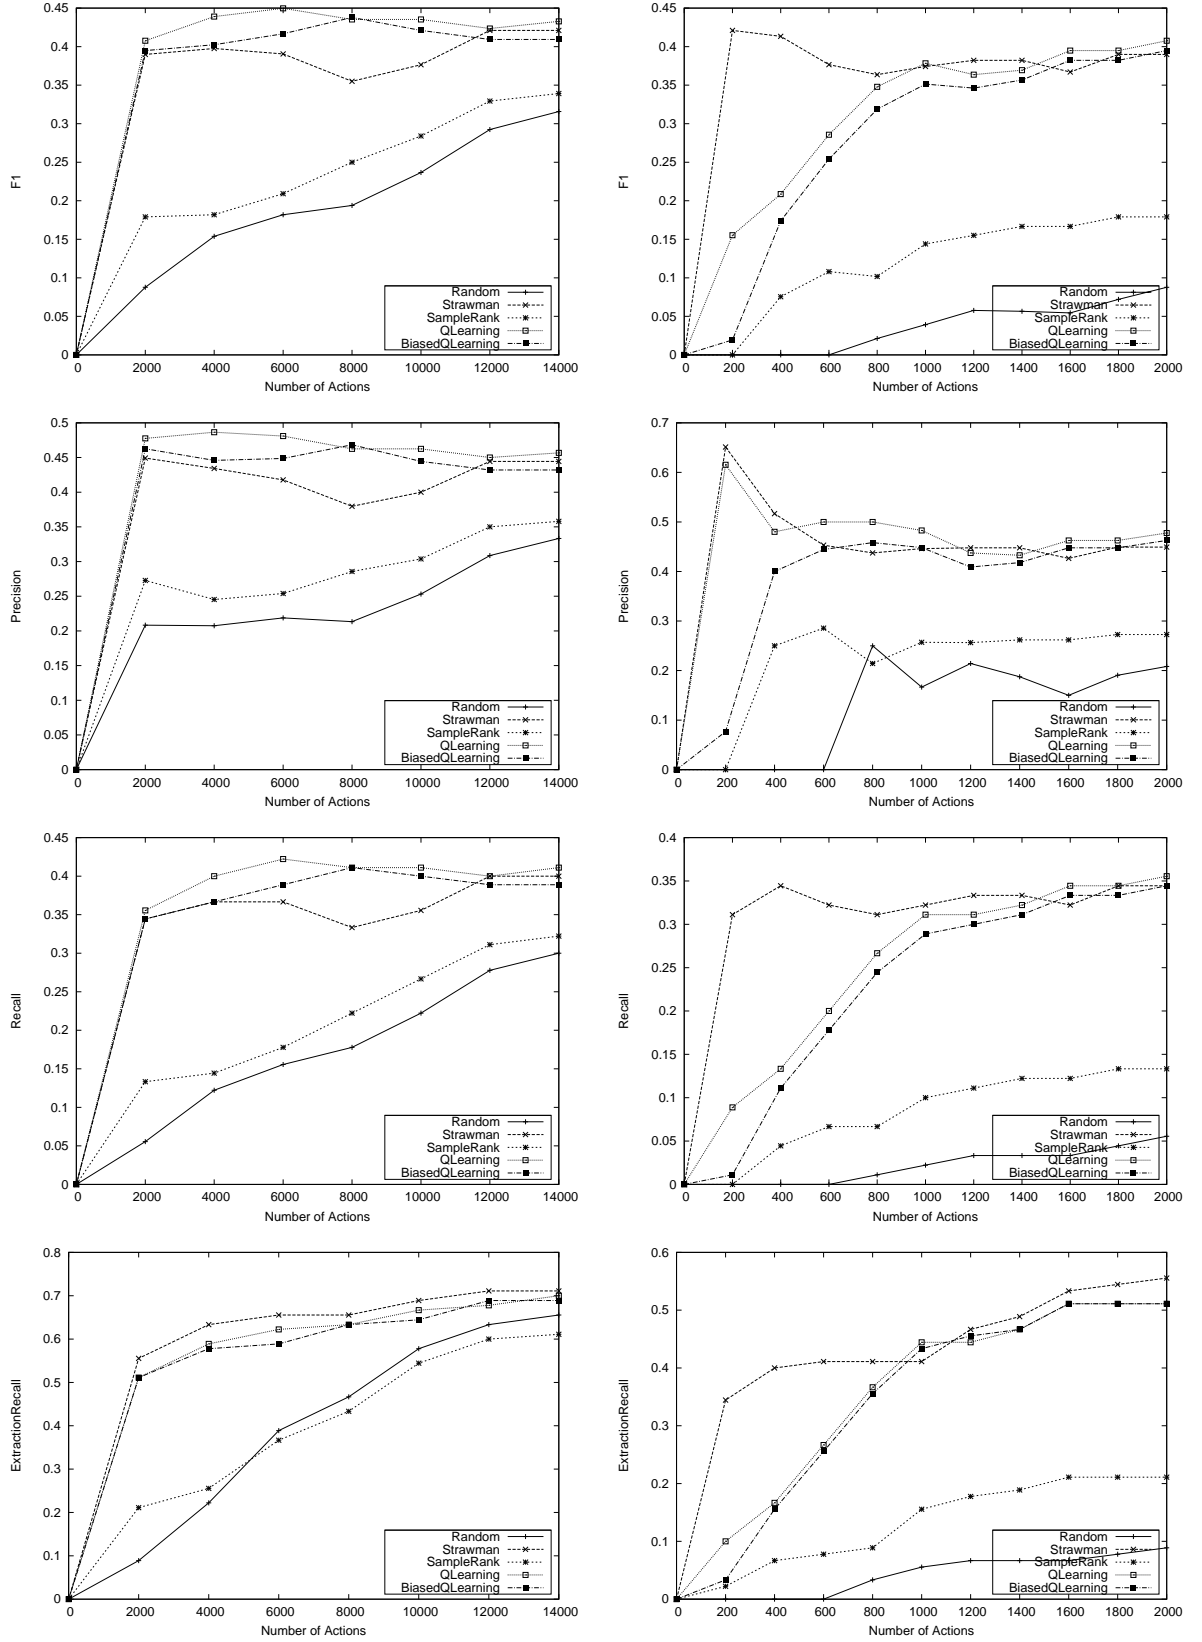 0.45
0.4
0.35
0.3
0.25
0.2
0.15
0.1
0.05
0
F1
Random
Strawman
SampleRank
QLearning
BiasedQLearning
0 2000 4000 6000 8000 10000 12000 14000
Number of Actions
0.45
0.4
0.35
0.3
0.25
0.2
0.15
0.1
0.05
0
F1
Random
Strawman
SampleRank
QLearning
BiasedQLearning
0 200 400 600 800 1000 1200 1400 1600 1800 2000
Number of Actions
0.5
0.45
0.4
0.35
0.3
0.25
0.2
0.15
0.1
0.05
0
Precision
Random
Strawman
SampleRank
QLearning
BiasedQLearning
0 2000 4000 6000 8000 10000 12000 14000
Number of Actions
0.7
0.6
0.5
0.4
0.3
0.2
0.1
0
Precision
Random
Strawman
SampleRank
QLearning
BiasedQLearning
0 200 400 600 800 1000 1200 1400 1600 1800 2000
Number of Actions
0.45
0.4
0.35
0.3
0.25
0.2
0.15
0.1
0.05
0
Recall
Random
Strawman
SampleRank
QLearning
BiasedQLearning
0 2000 4000 6000 8000 10000 12000 14000
Number of Actions
0.4
0.35
0.3
0.25
0.2
0.15
0.1
0.05
0
Recall
Random
Strawman
SampleRank
QLearning
BiasedQLearning
0 200 400 600 800 1000 1200 1400 1600 1800 2000
Number of Actions
0.8
0.7
0.6
0.5
0.4
0.3
0.2
0.1
0
ExtractionRecall
Random
Strawman
SampleRank
QLearning
BiasedQLearning
0 2000 4000 6000 8000 10000 12000 14000
Number of Actions
0.6
0.5
0.4
0.3
0.2
0.1
0
ExtractionRecall
Random
Strawman
SampleRank
QLearning
BiasedQLearning
0 200 400 600 800 1000 1200 1400 1600 1800 2000
Number of Actions